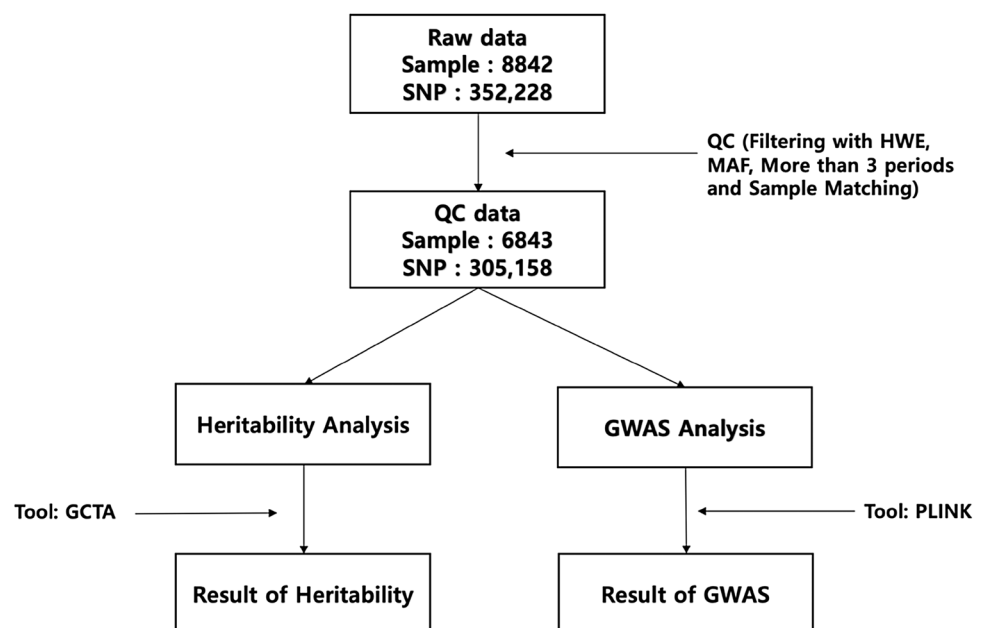 Raw data
Sample : 8842
SNP : 352,228
QC (Filtering with HWE,
MAF, More than 3 periods
and Sample Matching)
QC data
Sample : 6843
SNP : 305,158
Heritability Analysis
GWAS Analysis
Tool: GCTA
Tool: PLINK
Result of Heritability
Result of GWAS